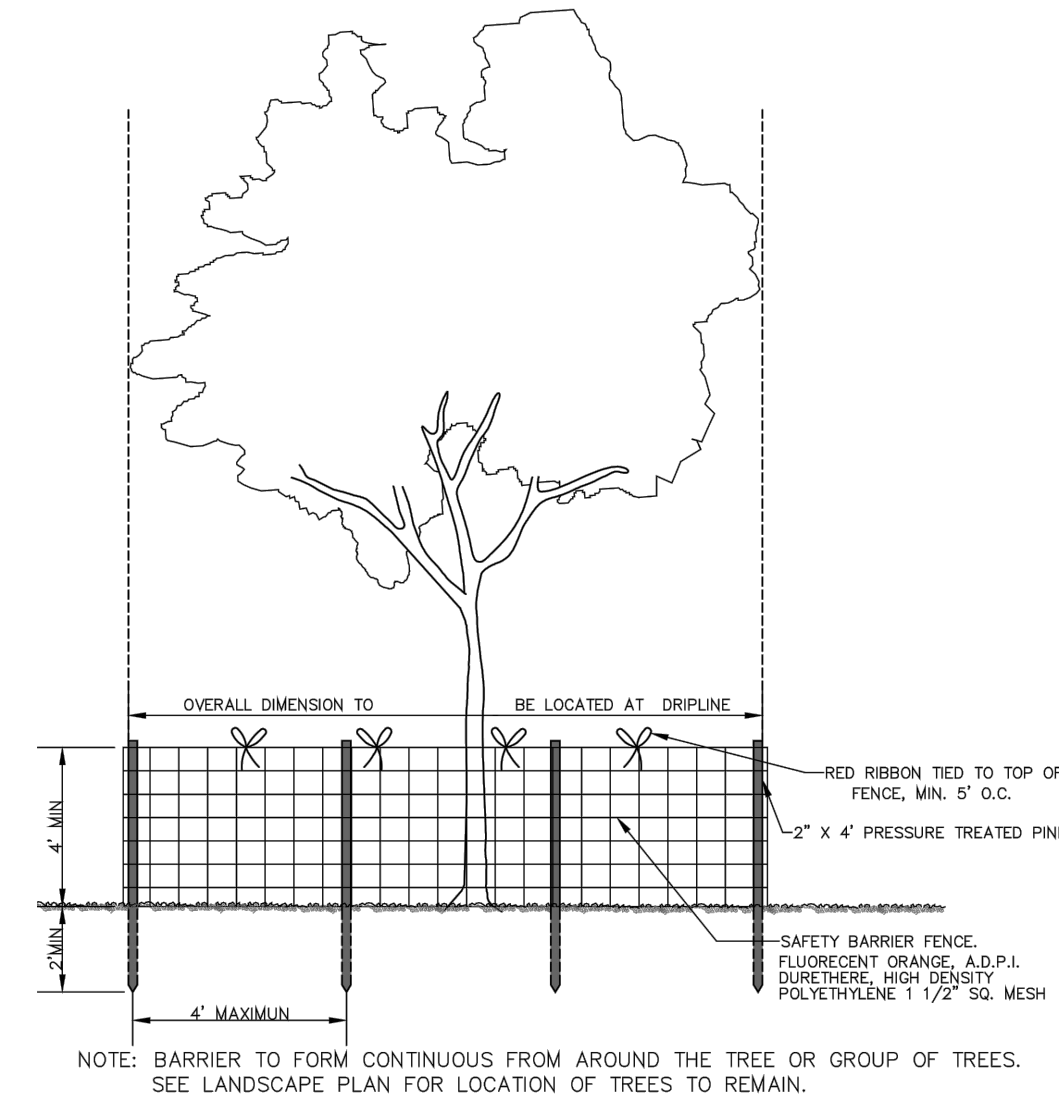 OVERALL DIMENSION TO BE LOCATED AT DRIPLINE
RED RIBBON TIED TO TOP OF
FENCE, MIN. 5' O.C.
2" X 4' PRESSURE TREATED
4' MIN
2'MIN.
SAFETY BARRIER FENCE.
FLUORECENT ORANGE, A.D.P.I.
DURETHERE, HIGH DENSITY
POLYETHYLENE 1 1/2" SQ. MESH
4' MAXIMUN
NOTE: BARRIER TO FORM CONTINUOUS FROM AROUND THE TREE OR GROUP OF TREES.
SEE LANDSCAPE PLAN FOR LOCATION OF TREES TO REMAIN.